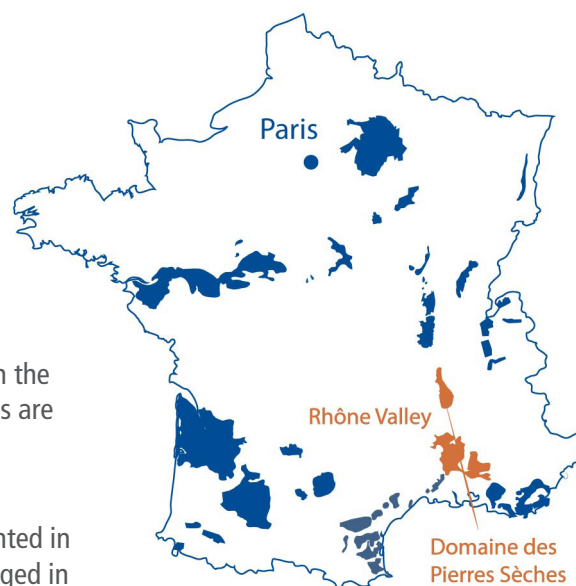 Paris
n the
s are
Rhône Valley
nted in
ged in
Domaine des
Pierres Sèches